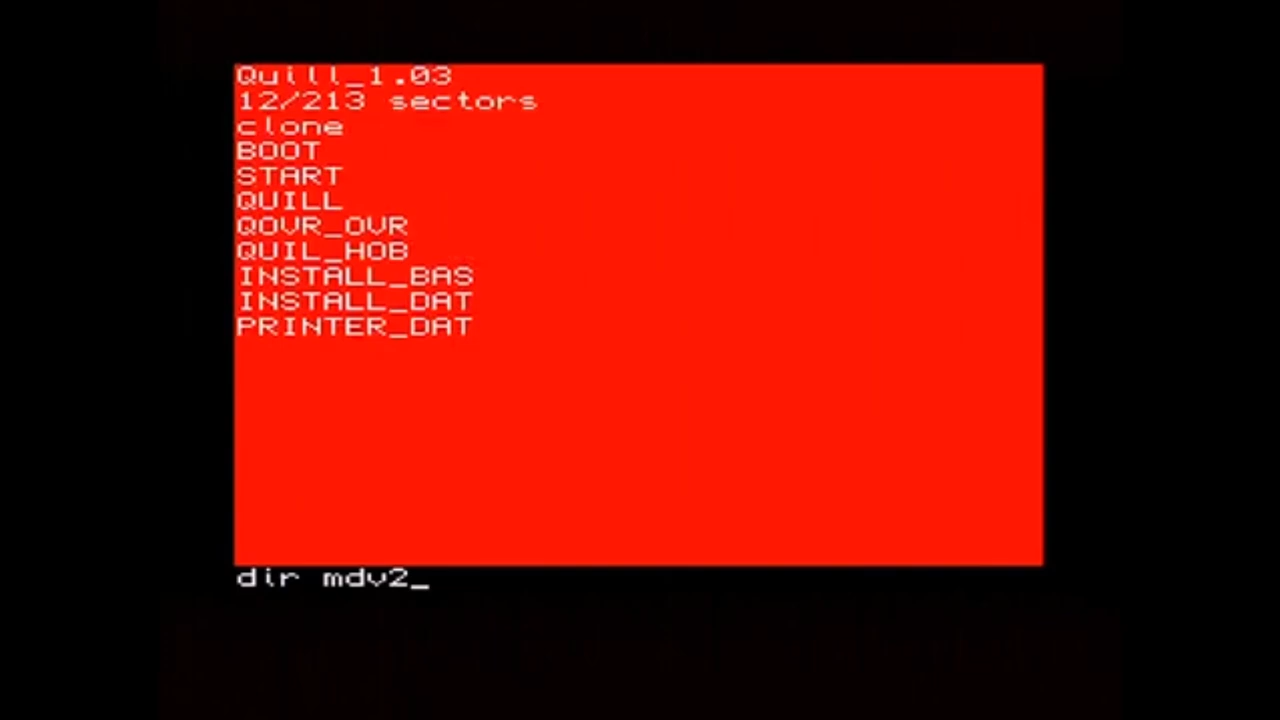 Quill_1.03
12/213 sectors
clone
BOOT
START
QUILL
QOVR_OVR
QUIL_HOB
INSTALL_BAS
INSTALL_DAT
PRINTER_DAT
dir mdv2_